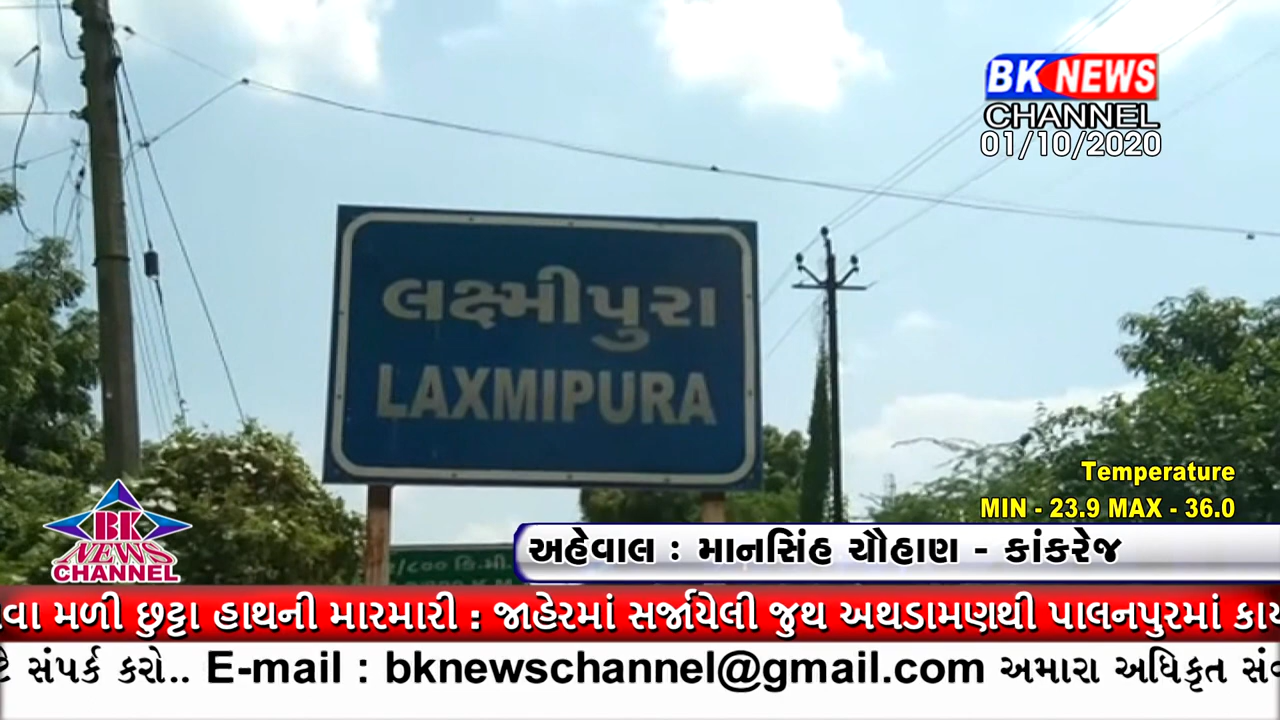 BK NEWS
CHANNEL
01/10/2020
લક્ષ્મીપુરા
LAXMIPURA
Temperature
MIN - 23.9 MAX - 36.0
BK
NEWS
CHANNEL
/૮૦૦ કિ.મી.
અહેવાલ : માનસિંહ ચૌહાણ - કાંકરેજ
મળી છુટ્ટા હાથની મારમારી : જાહેરમાં સર્જાયેલી જુથ અથડામણથી પાલનપુરમાં
સંપર્ક કરો.. E-mail : bknewschannel@gmail.com અમારા અધિકૃત